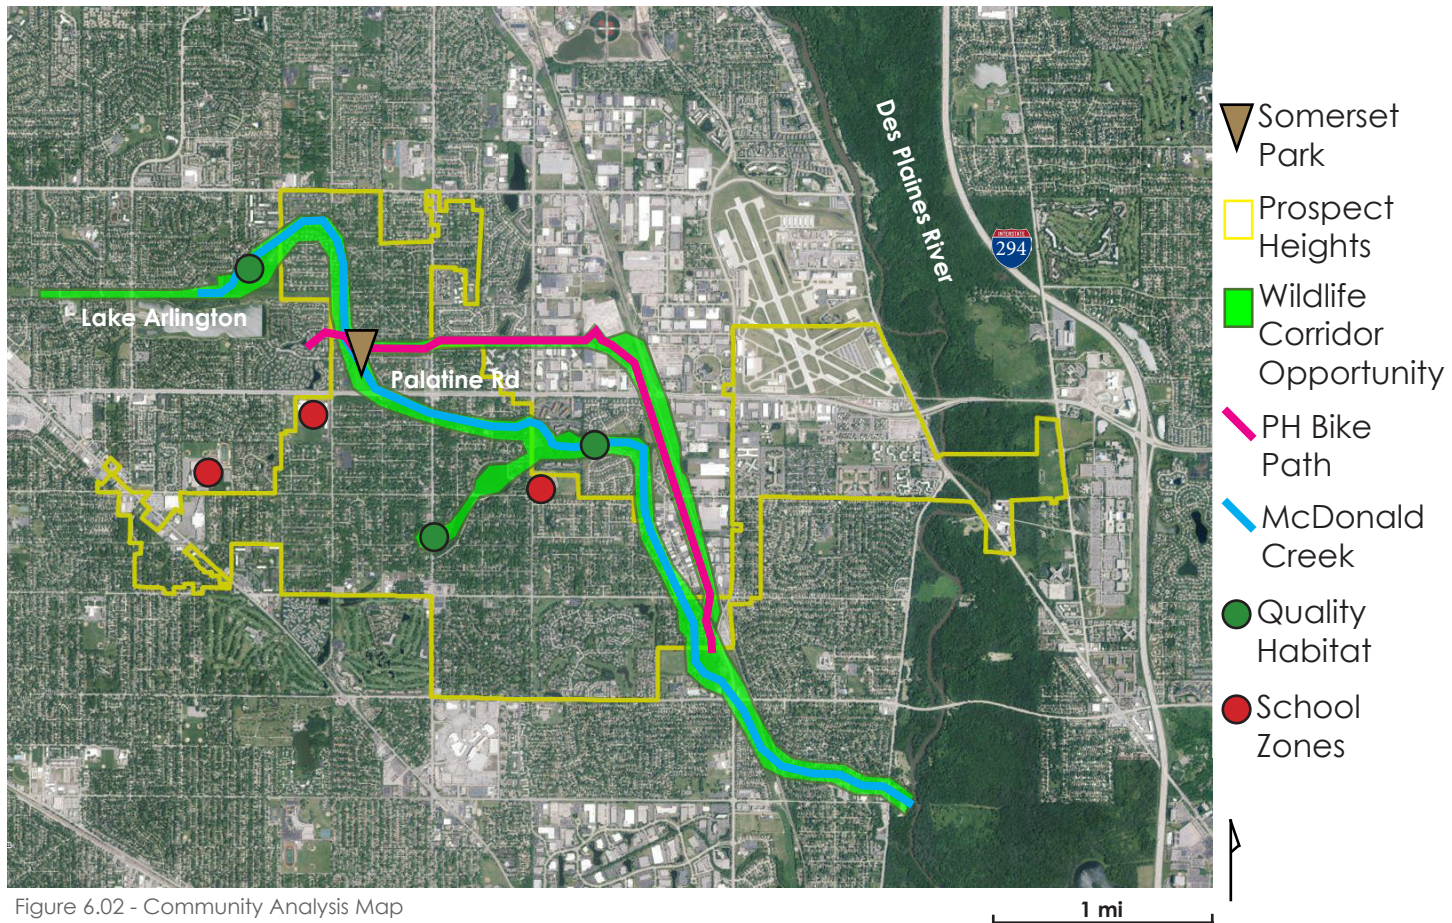 Des Plaines River
INTERSTATE
294
Lake Arlington
Palatine Rd
Somerset
Park
Prospect
Heights
Wildlife
Corridor
Opportunity
PH Bike
Path
McDonald
Creek
Quality
Habitat
School
Zones
Figure 6.02 - Community Analysis Map
1 mi